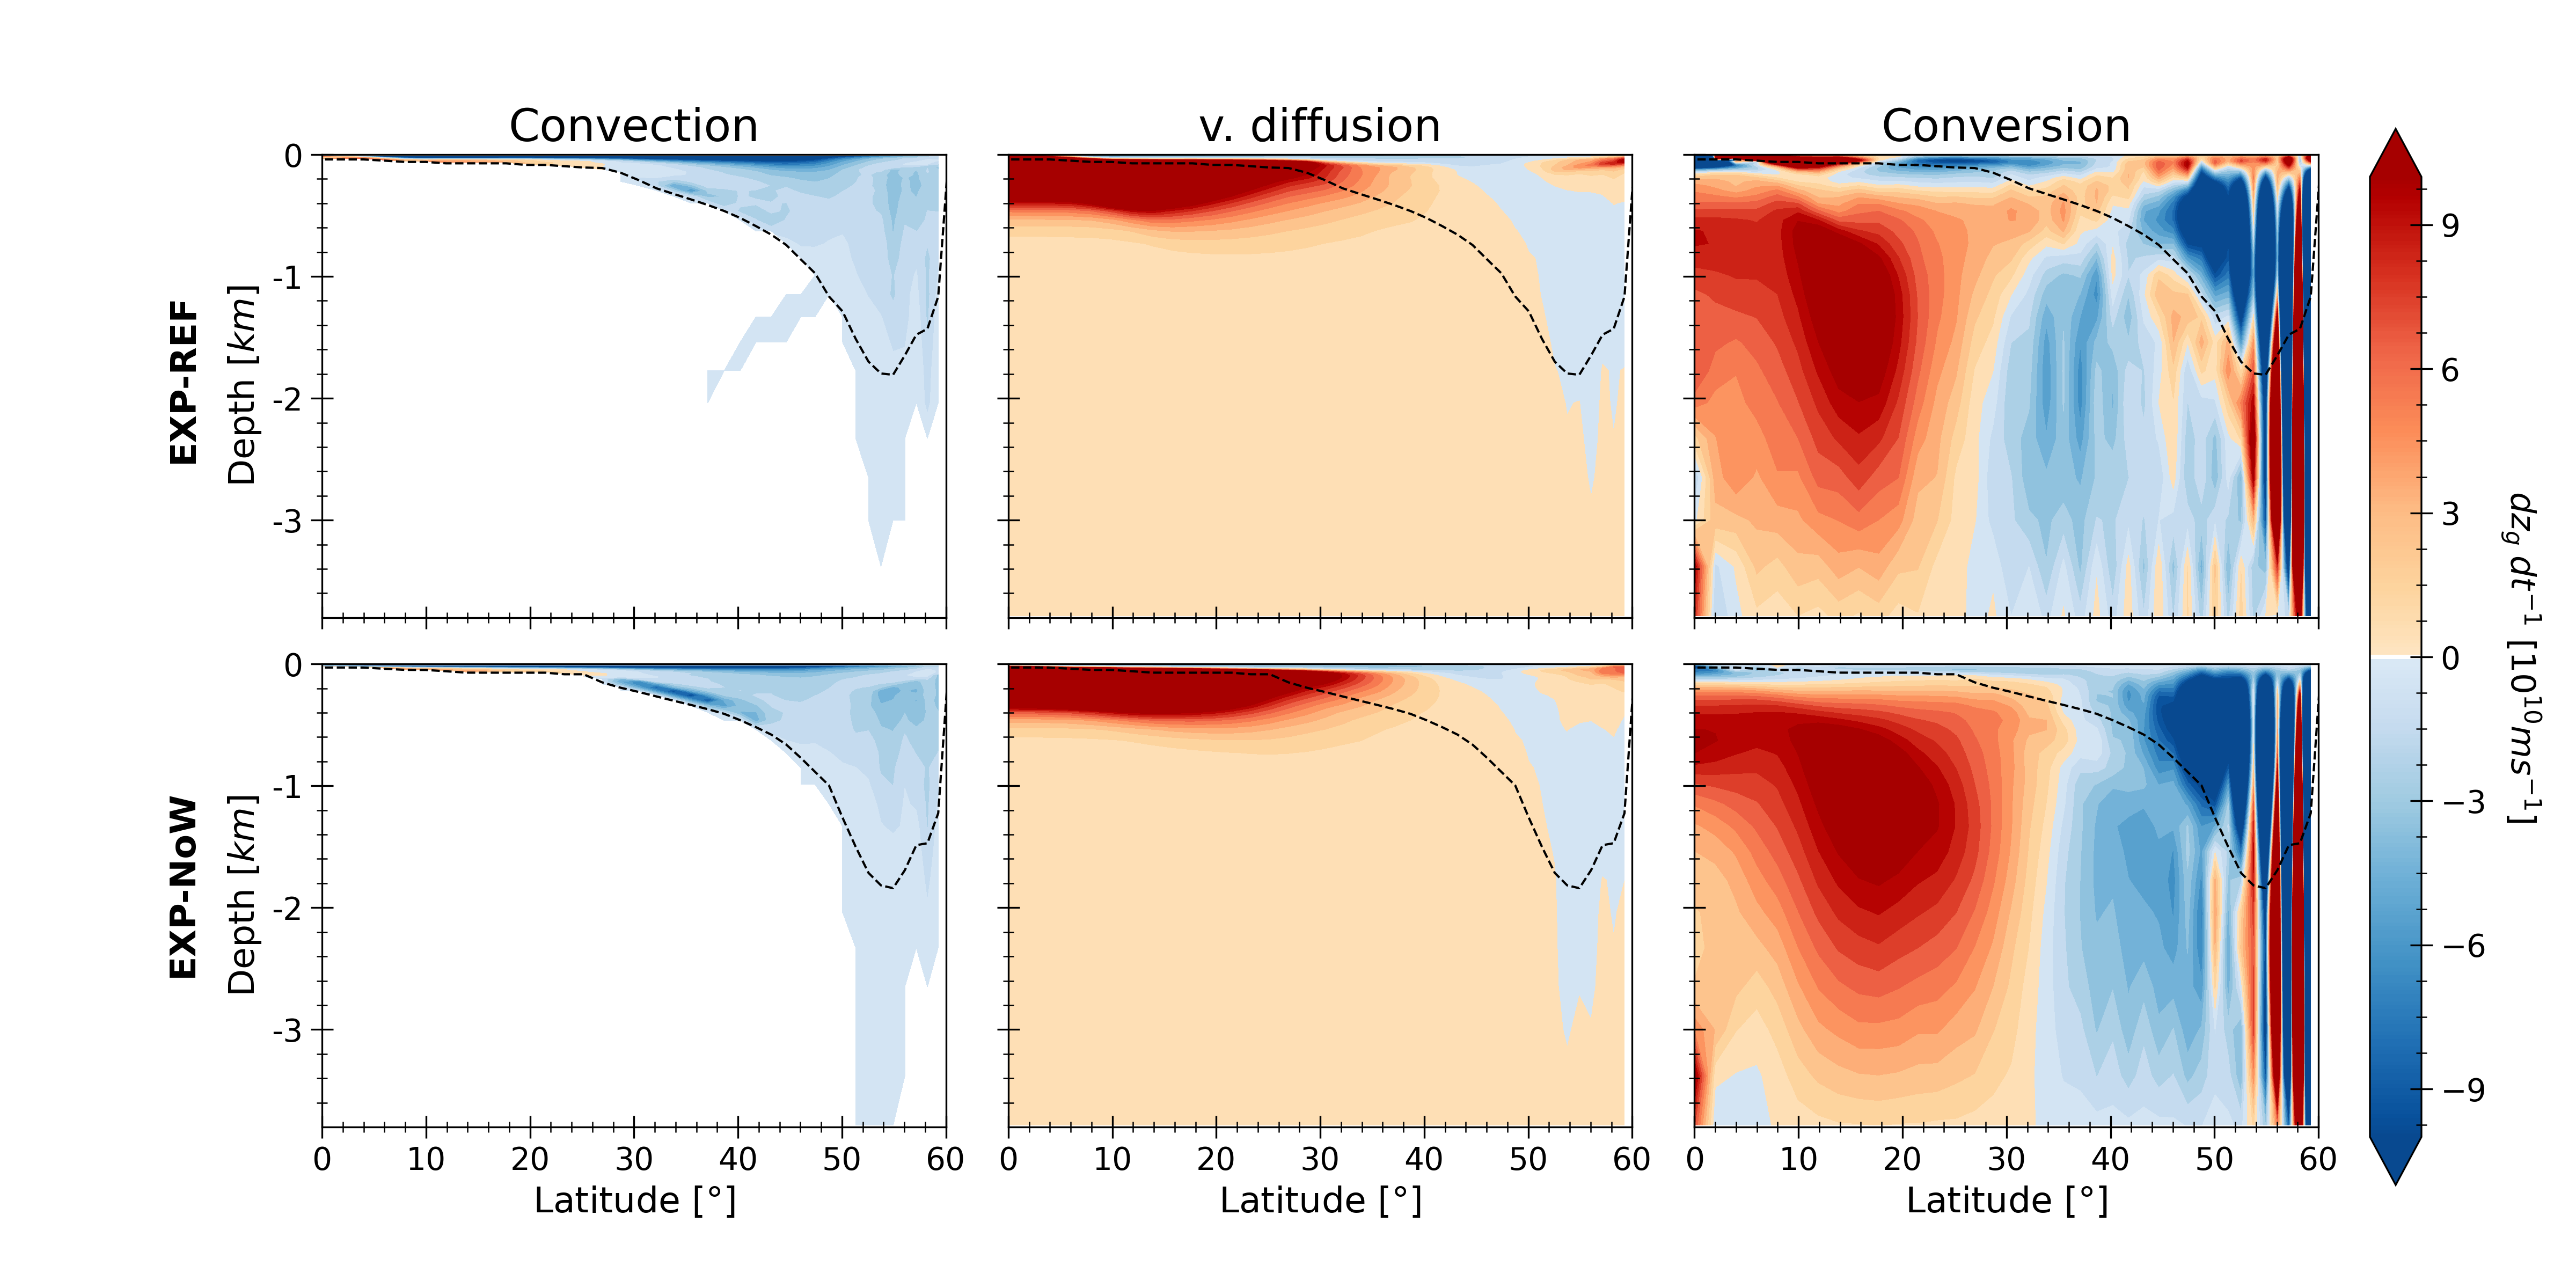 Convection
v. diffusion
Conversion
EXP-REF
Depth [km]
0
-1
-2
-3
EXP-NoW
Depth [km]
0
-1
-2
-3
0 10 20 30 40 50 60
0 10 20 30 40 50 60
0 10 20 30 40 50 60
Latitude [°]
Latitude [°]
Latitude [°]
9
6
3
0
−3
−6
−9
dz_g dt⁻¹ [10¹⁰ms⁻¹]